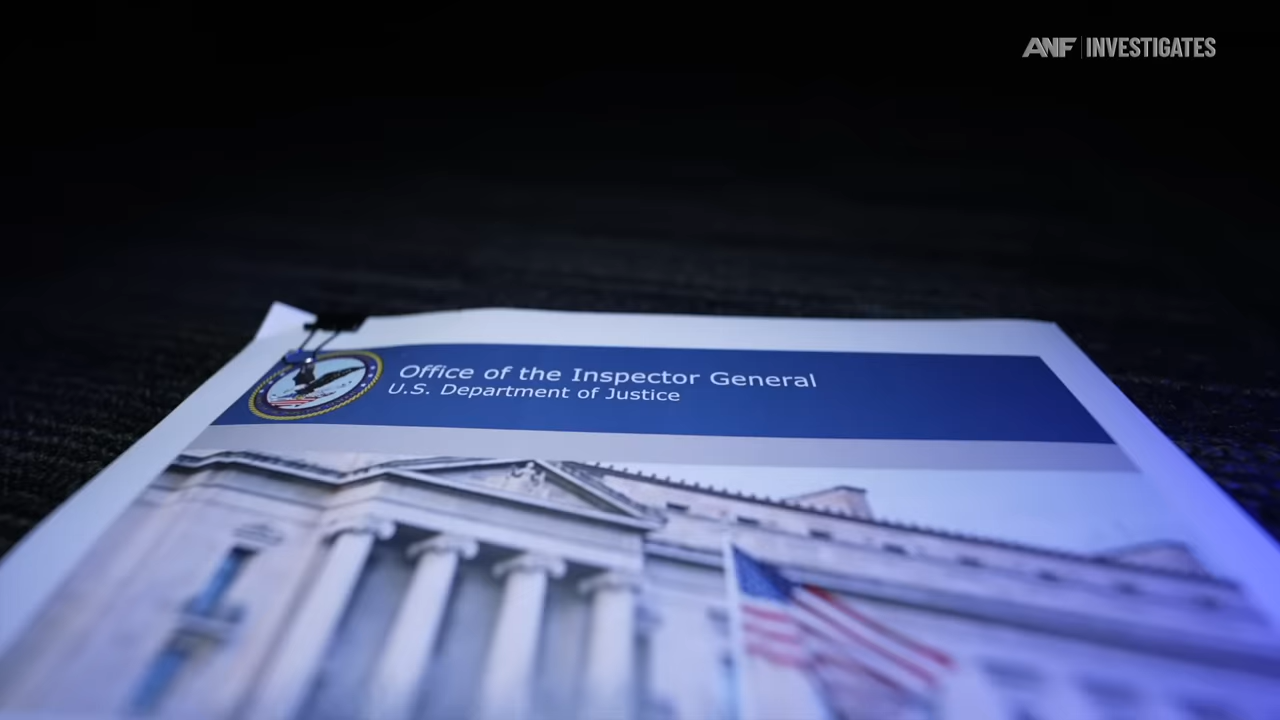 ANF | INVESTIGATES
Office of the Inspector General
U.S. Department of Justice